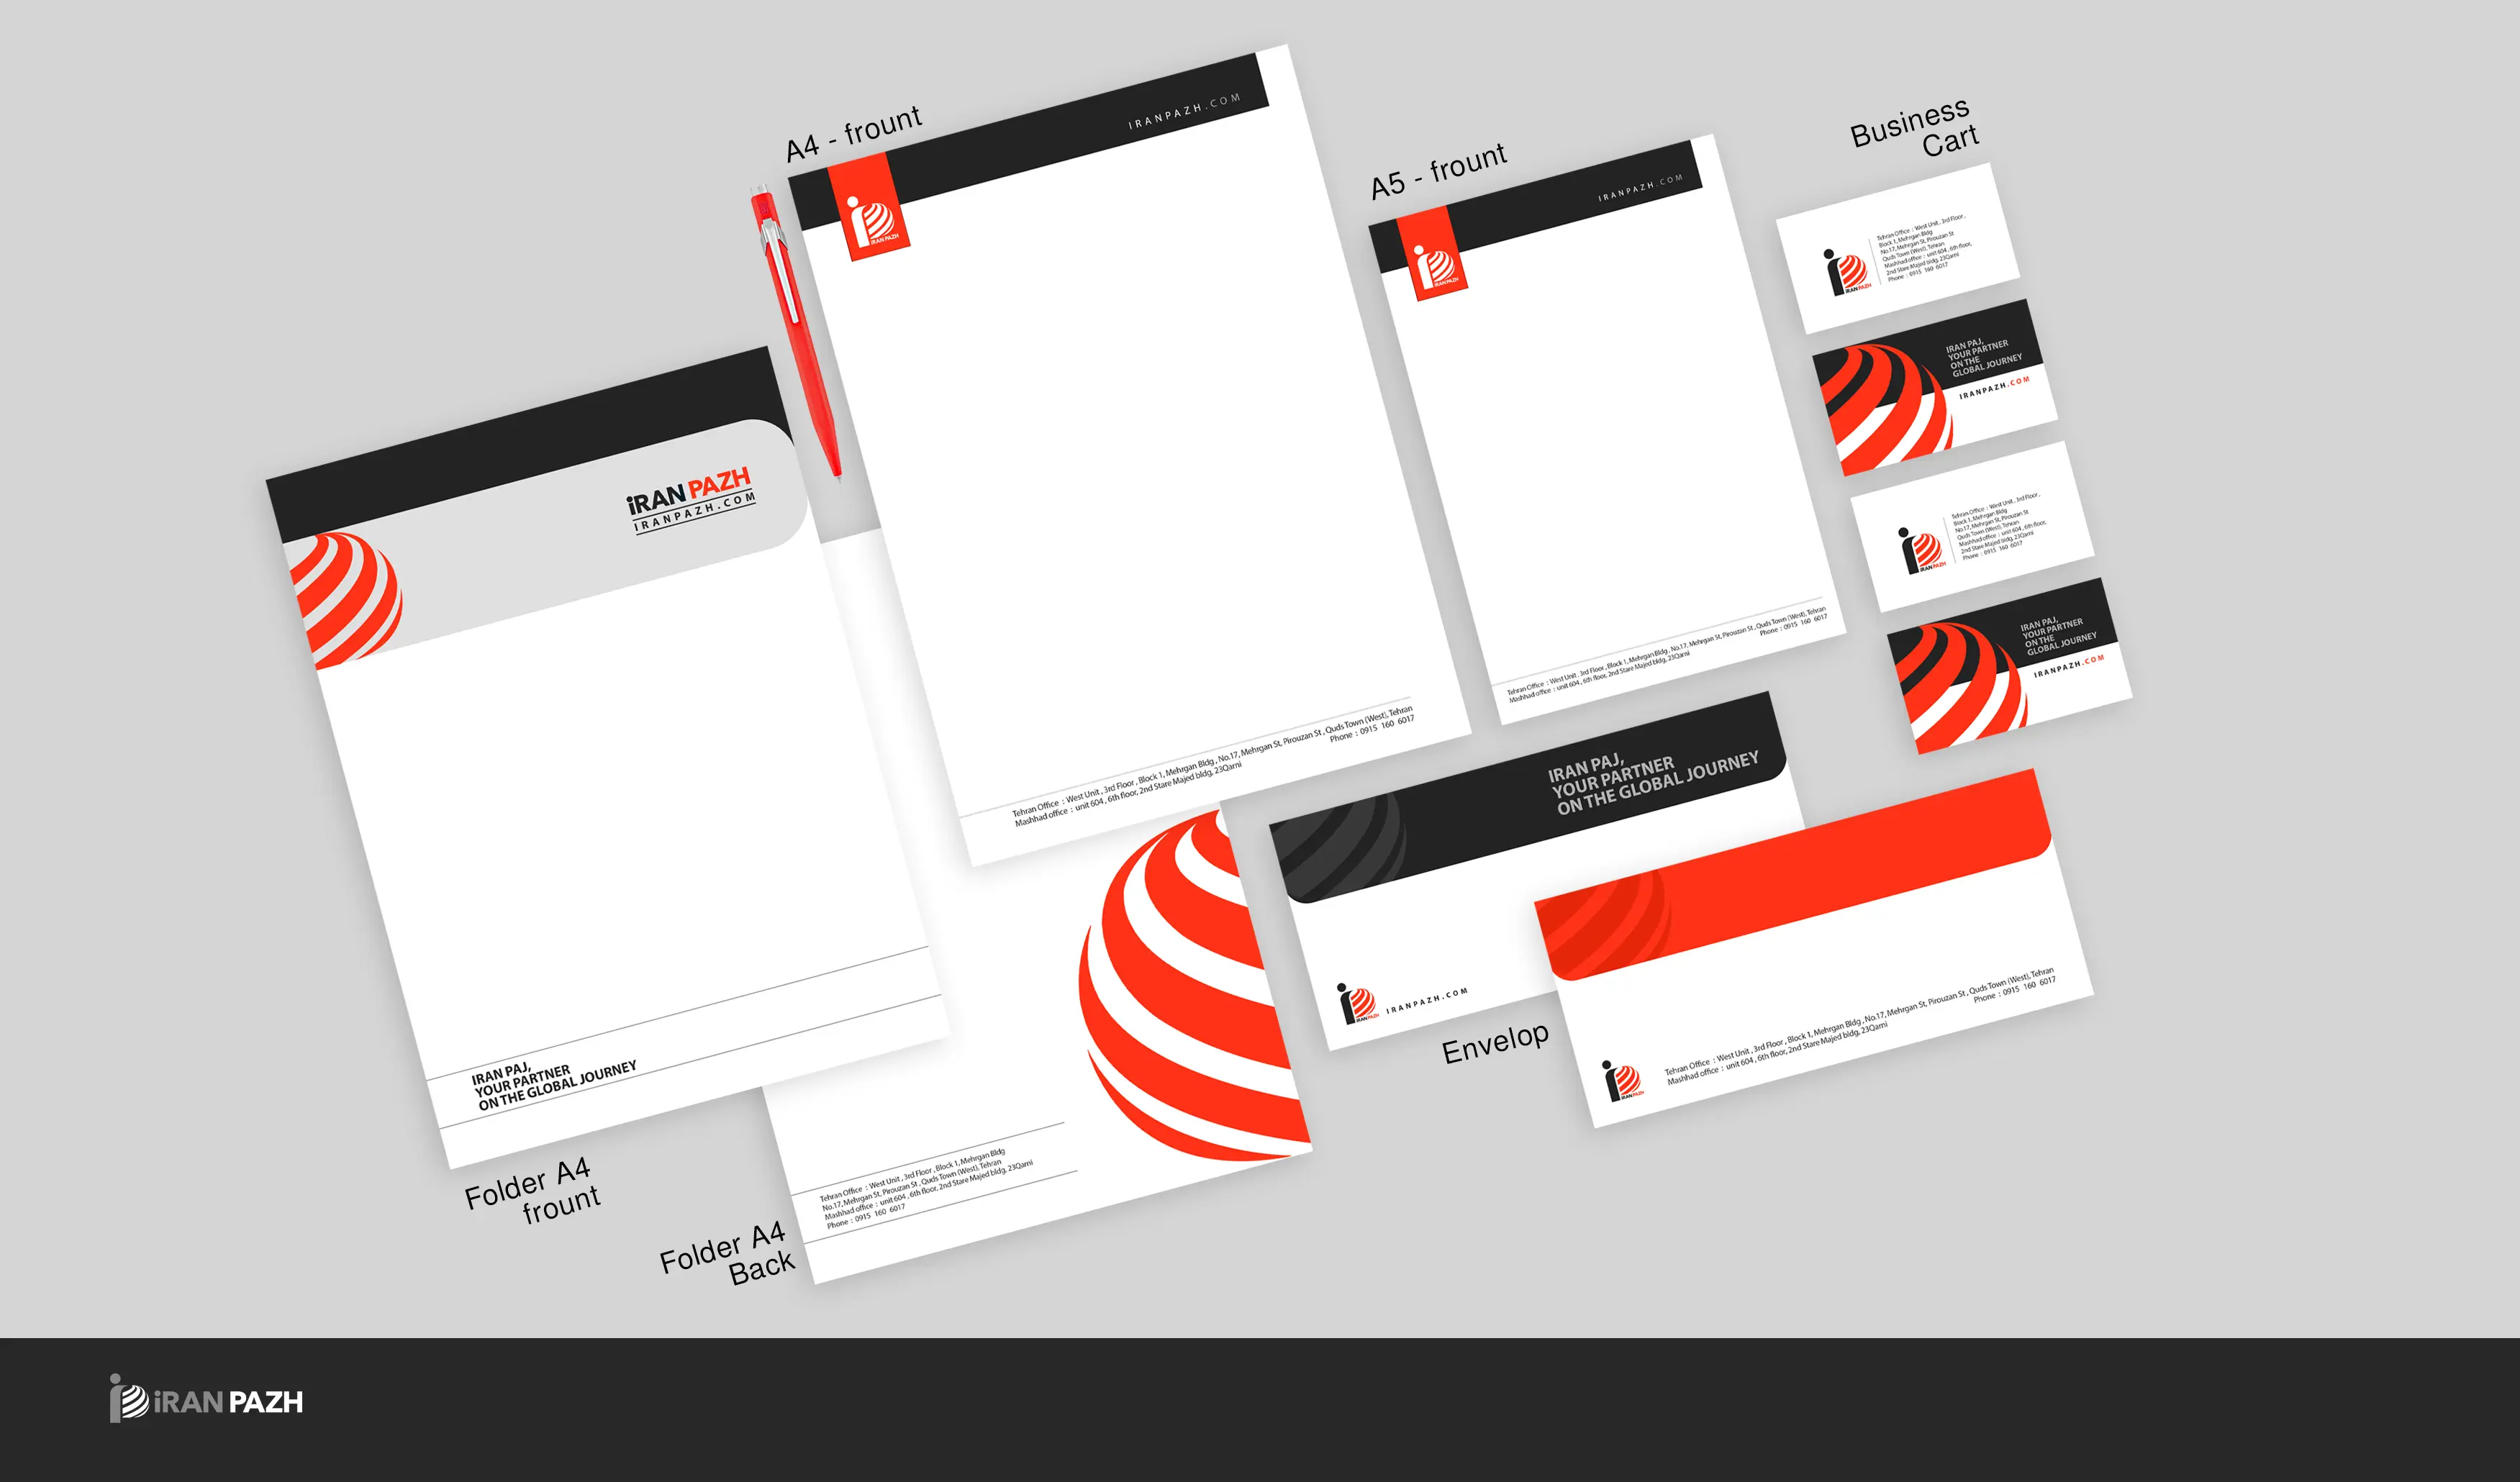 A4 - frount
IRANPAZH.COM
IRAN PAZH
A5 - frount
IRANPAZH.COM
IRAN PAZH
Business
Cart
Tehran Office : West Unit , 3rd Floor ,
Block 1, Mehrgan Bldg
No.17, Mehrgan St, Pirouzan St
Quds Town (West), Tehran
Mashhad office : unit 604 , 6th floor,
2nd Stare Majed bldg, 23Qarni
Phone : 0915 160 6017
IRAN PAZH
IRAN PAJ,
YOUR PARTNER
ON THE
GLOBAL JOURNEY
IRANPAZH.COM
Tehran Office : West Unit , 3rd Floor ,
Block 1, Mehrgan Bldg
No.17, Mehrgan St, Pirouzan St
Quds Town (West), Tehran
Mashhad office : unit 604 , 6th floor,
2nd Stare Majed bldg, 23Qarni
Phone : 0915 160 6017
IRAN PAZH
IRAN PAJ,
YOUR PARTNER
ON THE
GLOBAL JOURNEY
IRANPAZH.COM
iRAN PAZH
IRANPAZH.COM
IRAN PAJ,
YOUR PARTNER
ON THE GLOBAL JOURNEY
Folder A4
frount
Tehran Office : West Unit , 3rd Floor , Block 1, Mehrgan Bldg , No.17, Mehrgan St, Pirouzan St , Quds Town (West), Tehran
Mashhad office : unit 604 , 6th floor, 2nd Stare Majed bldg, 23Qarni
Phone : 0915 160 6017
Tehran Office : West Unit , 3rd Floor , Block 1, Mehrgan Bldg , No.17, Mehrgan St, Pirouzan St , Quds Town (West), Tehran
Mashhad office : unit 604 , 6th floor, 2nd Stare Majed bldg, 23Qarni
Phone : 0915 160 6017
Tehran Office : West Unit , 3rd Floor , Block 1, Mehrgan Bldg
No.17, Mehrgan St, Pirouzan St , Quds Town (West), Tehran
Mashhad office : unit 604 , 6th floor, 2nd Stare Majed bldg, 23Qarni
Phone : 0915 160 6017
Folder A4
Back
IRAN PAJ,
YOUR PARTNER
ON THE GLOBAL JOURNEY
IRAN PAZH
IRANPAZH.COM
Envelop
Tehran Office : West Unit , 3rd Floor , Block 1, Mehrgan Bldg , No.17, Mehrgan St, Pirouzan St , Quds Town (West), Tehran
Mashhad office : unit 604 , 6th floor, 2nd Stare Majed bldg, 23Qarni
Phone : 0915 160 6017
IRAN PAZH
iRAN PAZH